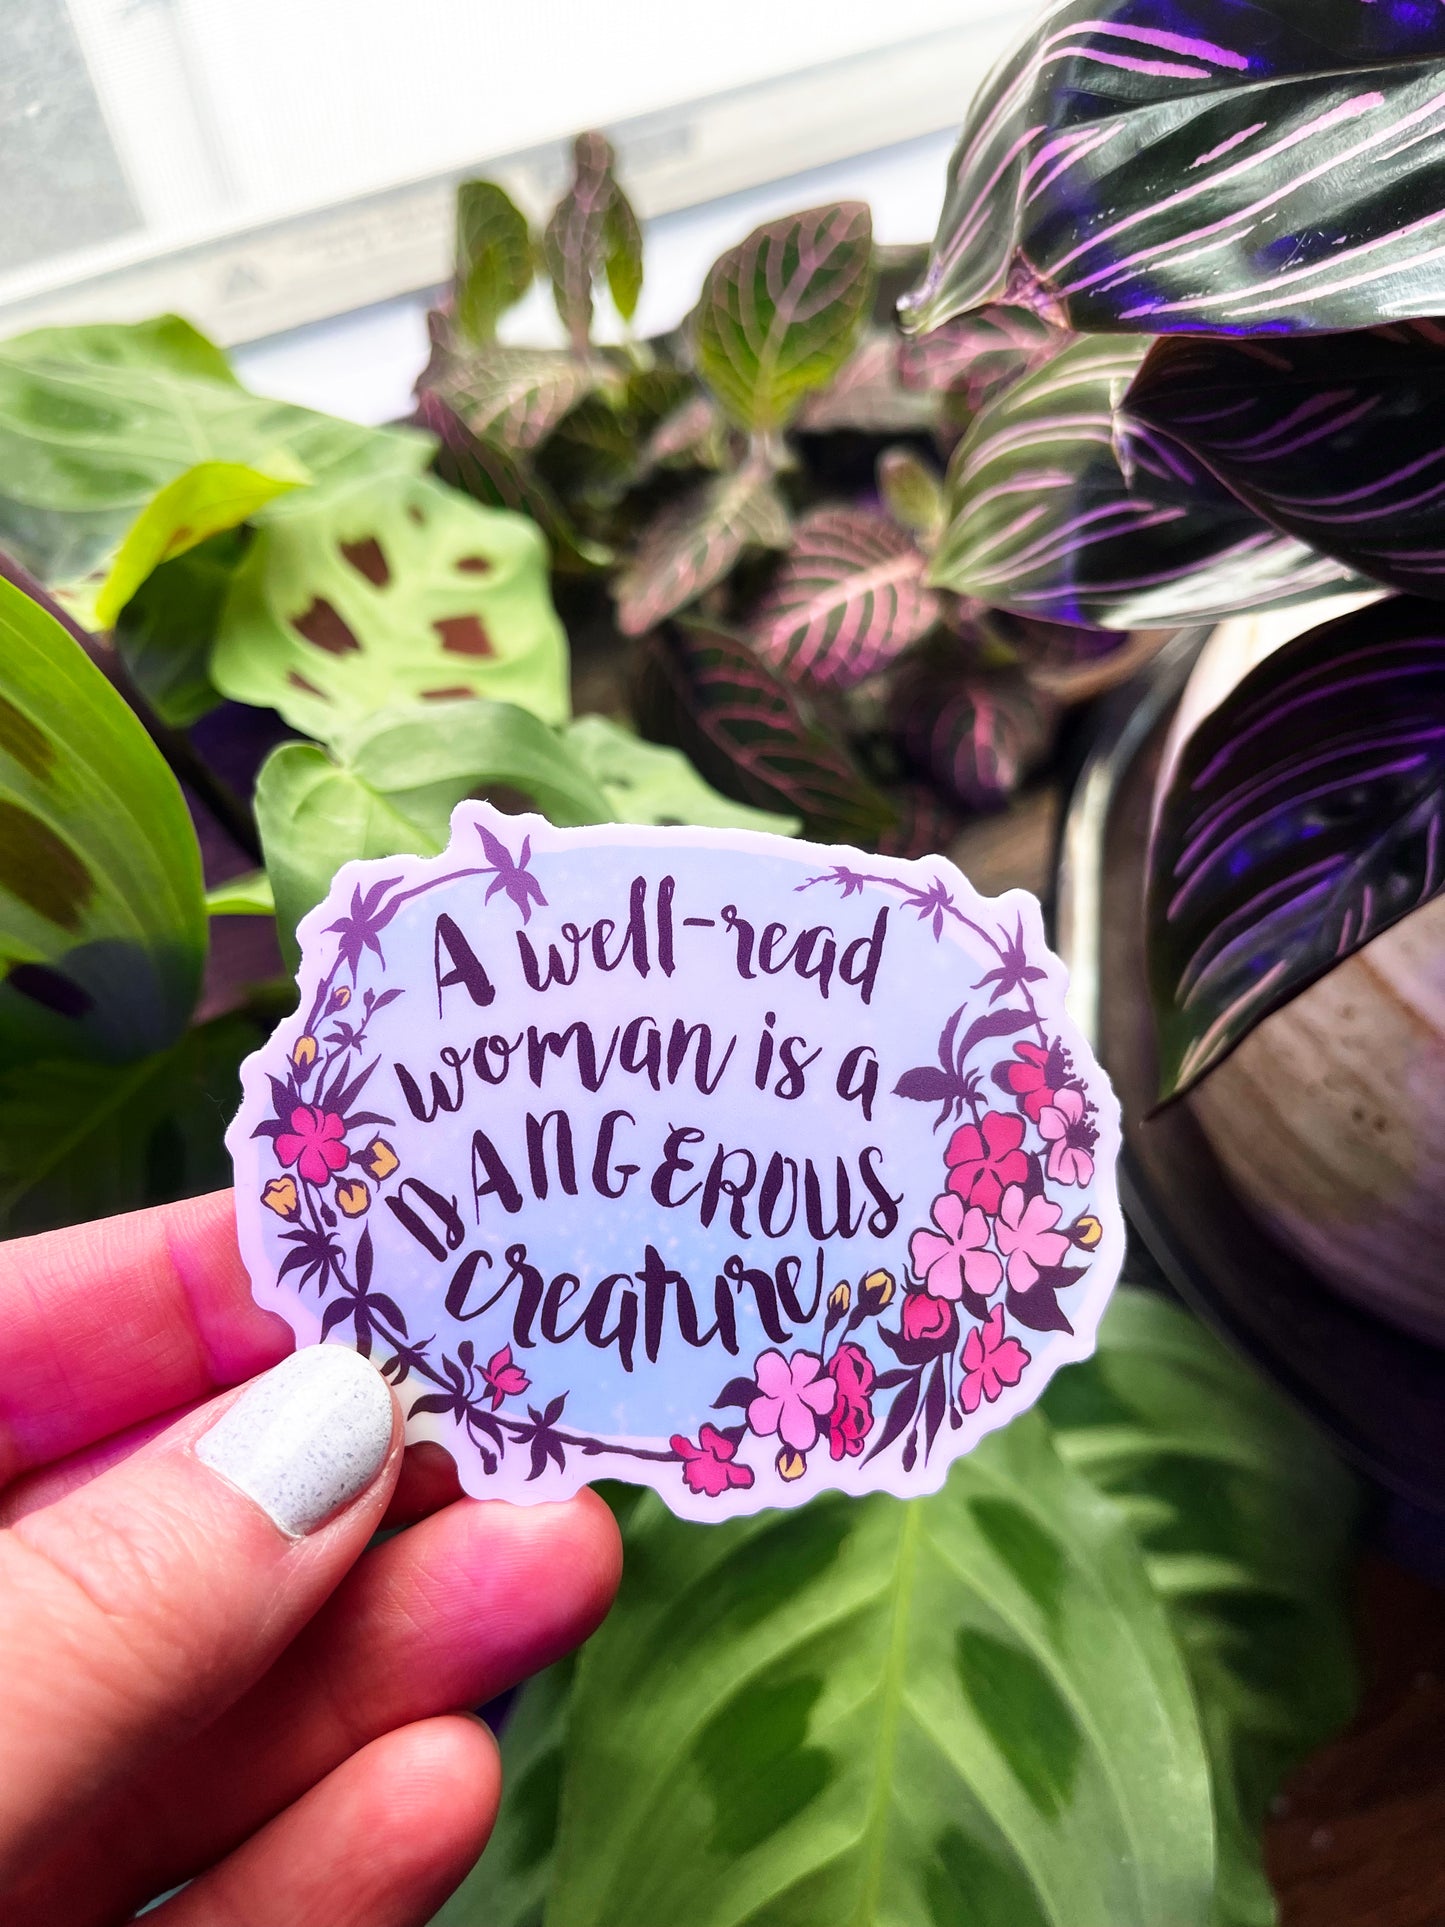 A well-read
woman is a
DANGEROUS
creature